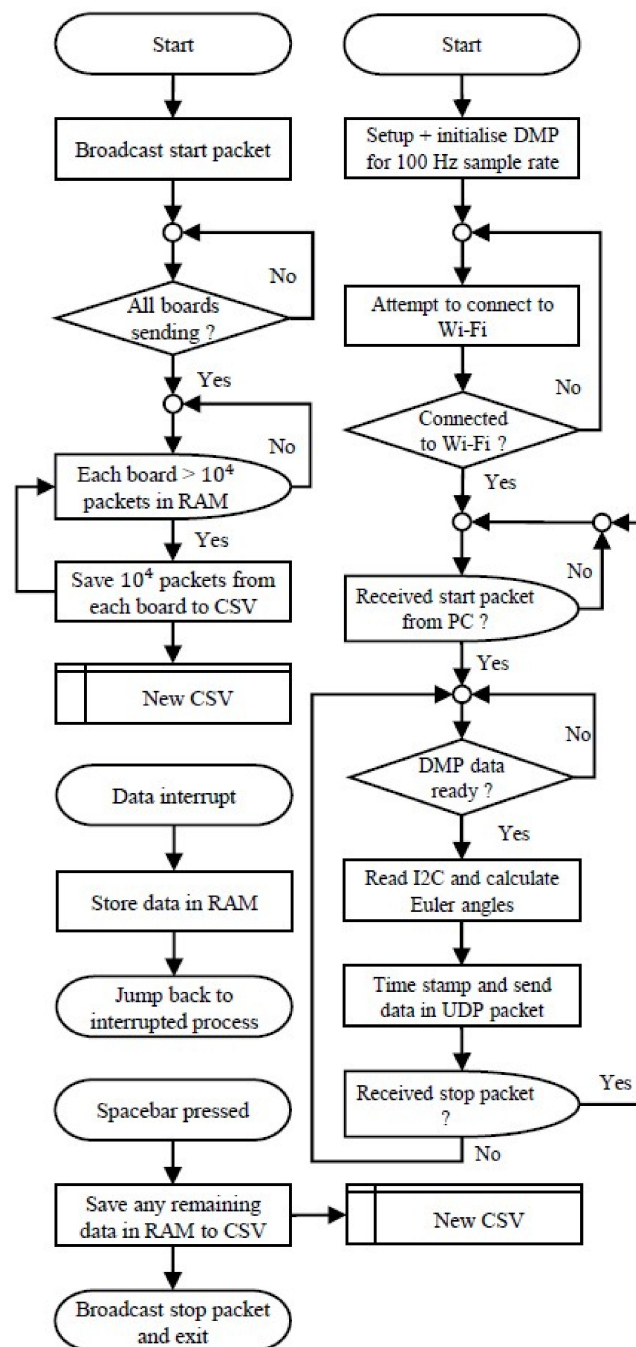 Start
Broadcast start packet
No
All boards
sending ?
Yes
No
Each board > 10⁴
packets in RAM
Yes
Save 10⁴ packets from
each board to CSV
New CSV
Data interrupt
Store data in RAM
Jump back to
interrupted process
Spacebar pressed
Save any remaining
data in RAM to CSV
New CSV
Broadcast stop packet
and exit
Start
Setup + initialise DMP
for 100 Hz sample rate
Attempt to connect to
Wi-Fi
No
Connected
to Wi-Fi ?
Yes
No
Received start packet
from PC ?
Yes
No
DMP data
ready ?
Yes
Read I2C and calculate
Euler angles
Time stamp and send
data in UDP packet
Received stop packet
?
Yes
No